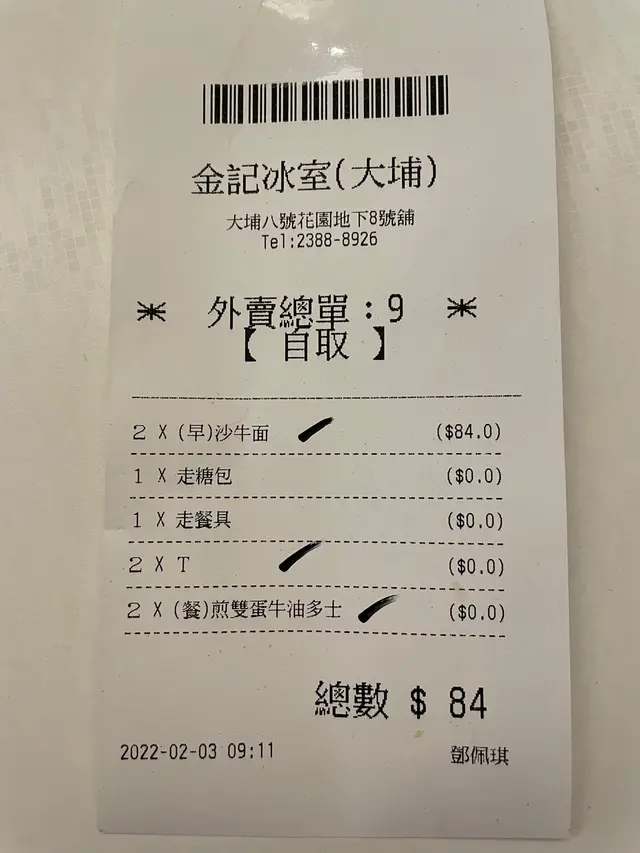 金記冰室(大埔)
大埔八號花園地下8號舖
Tel:2388-8926
* 外賣總單:9 *
【 自取 】
2 X (早)沙牛面 ($84.0)
1 X 走糖包 ($0.0)
1 X 走餐具 ($0.0)
2 X T ($0.0)
2 X (餐)煎雙蛋牛油多士 ($0.0)
總數 $ 84
2022-02-03 09:11 鄧佩琪